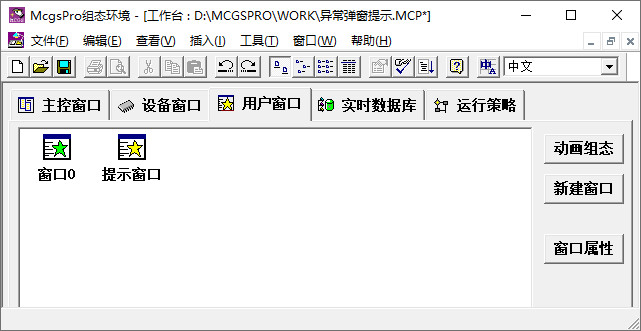 McgsPro组态环境 - [工作台 : D:\MCGSPRO\WORK\异常弹窗提示.MCP*]
文件(F) 编辑(E) 查看(V) 插入(I) 工具(T) 窗口(W) 帮助(H)
中文
主控窗口 设备窗口 用户窗口 实时数据库 运行策略
窗口0 提示窗口
动画组态
新建窗口
窗口属性